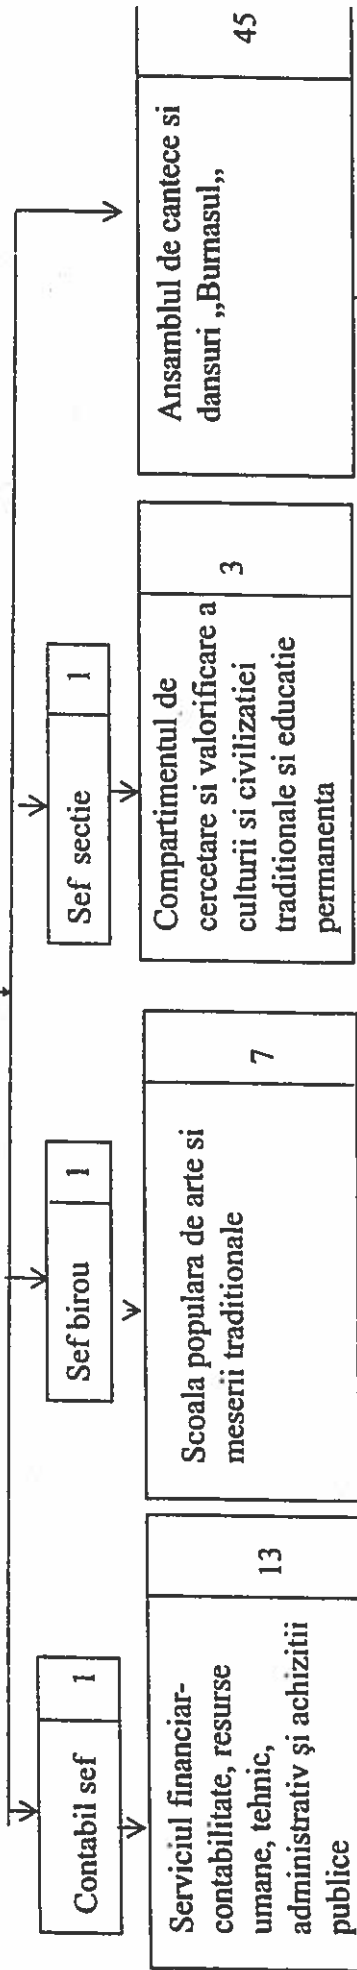 Contabil sef 1
Serviciul financiar-
contabilitate, resurse
umane, tehnic,
administrativ şi achizitii
publice
13
Sef birou 1
Scoala populara de arte si
meserii traditionale
7
Sef sectie 1
Compartimentul de
cercetare si valorificare a
culturii si civilizatiei
traditionale si educatie
permanenta
3
Ansamblul de cantece si
dansuri „Burnasul„
45